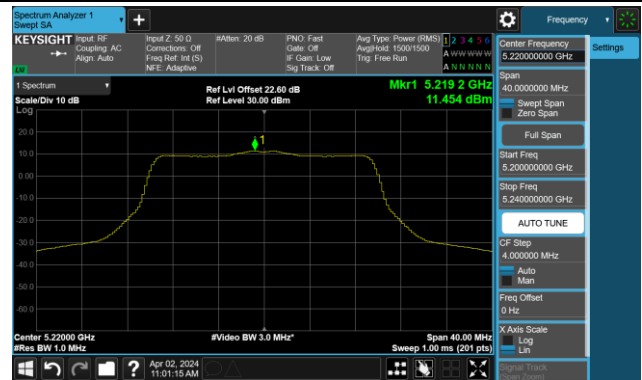 Spectrum Analyzer 1
Swept SA
+
Frequency
KEYSIGHT
Input: RF
Coupling: AC
Align: Auto
Input Z: 50 Ω
Corrections: Off
Freq Ref: Int (S)
NFE: Adaptive
#Atten: 20 dB
PNO: Fast
Gate: Off
IF Gain: Low
Sig Track: Off
Avg Type: Power (RMS)
Avg|Hold: 1500/1500
Trig: Free Run
1 2 3 4 5 6
A W W W W W
A N N N N N
LW
1 Spectrum
Scale/Div 10 dB
Ref Lvl Offset 22.60 dB
Ref Level 30.00 dBm
Mkr1 5.219 2 GHz
11.454 dBm
Log
20.0
10.0
0.00
-10.0
-20.0
-30.0
-40.0
-50.0
-60.0
1
Center 5.22000 GHz
#Res BW 1.0 MHz
#Video BW 3.0 MHz*
Span 40.00 MHz
Sweep 1.00 ms (201 pts)
Center Frequency
5.220000000 GHz
Settings
Span
40.0000000 MHz
Swept Span
Zero Span
Full Span
Start Freq
5.200000000 GHz
Stop Freq
5.240000000 GHz
AUTO TUNE
CF Step
4.000000 MHz
Auto
Man
Freq Offset
0 Hz
X Axis Scale
Log
Lin
Signal Track
(Span Zoom)
?
Apr 02, 2024
11:01:15 AM